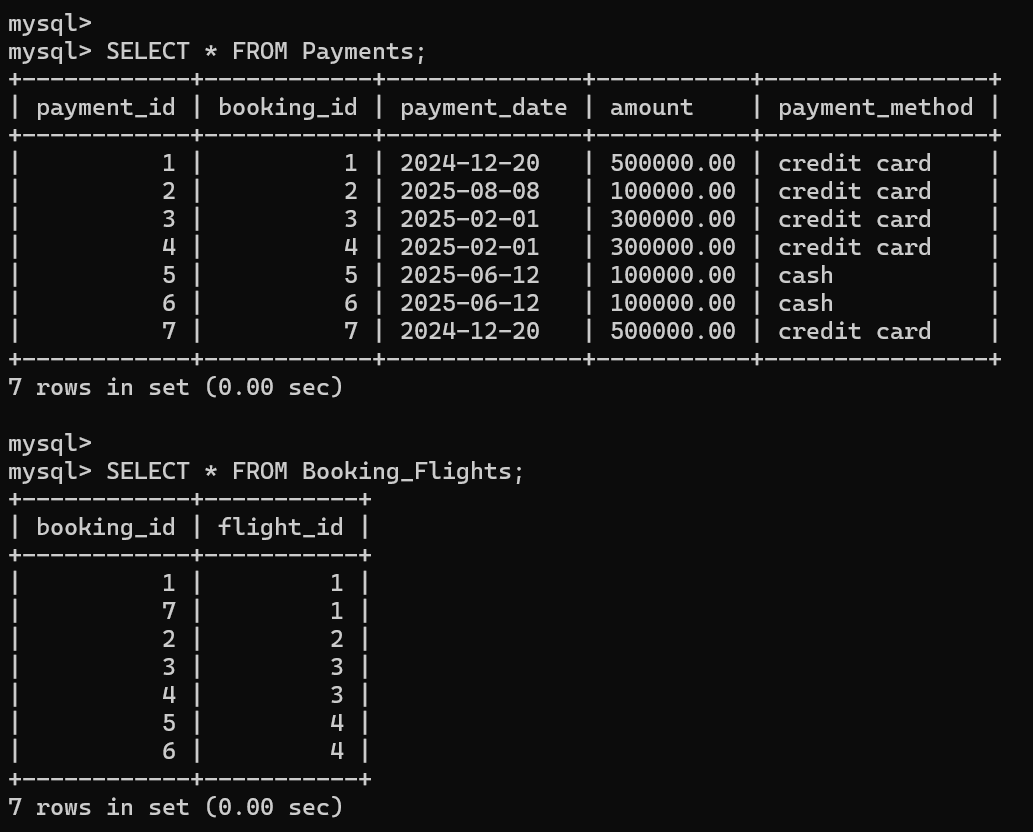 mysql>
mysql> SELECT * FROM Payments;
+------------+------------+--------------+-----------+----------------+
| payment_id | booking_id | payment_date | amount    | payment_method |
+------------+------------+--------------+-----------+----------------+
|          1 |          1 | 2024-12-20   | 500000.00 | credit card    |
|          2 |          2 | 2025-08-08   | 100000.00 | credit card    |
|          3 |          3 | 2025-02-01   | 300000.00 | credit card    |
|          4 |          4 | 2025-02-01   | 300000.00 | credit card    |
|          5 |          5 | 2025-06-12   | 100000.00 | cash           |
|          6 |          6 | 2025-06-12   | 100000.00 | cash           |
|          7 |          7 | 2024-12-20   | 500000.00 | credit card    |
+------------+------------+--------------+-----------+----------------+
7 rows in set (0.00 sec)

mysql>
mysql> SELECT * FROM Booking_Flights;
+------------+-----------+
| booking_id | flight_id |
+------------+-----------+
|          1 |         1 |
|          7 |         1 |
|          2 |         2 |
|          3 |         3 |
|          4 |         3 |
|          5 |         4 |
|          6 |         4 |
+------------+-----------+
7 rows in set (0.00 sec)